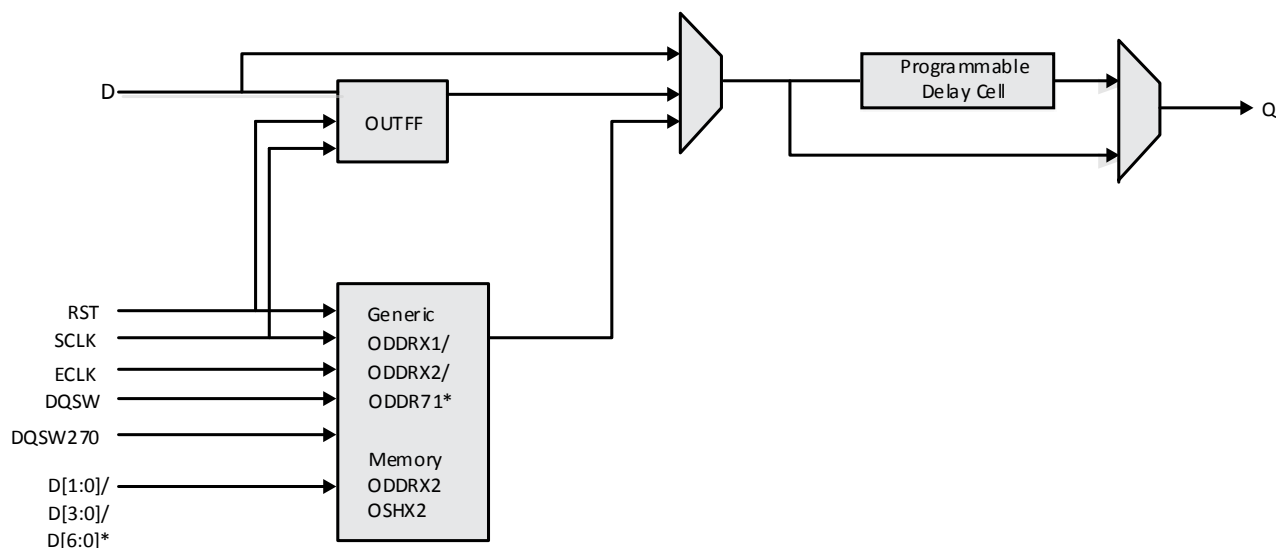 Programmable
Delay Cell
D
OUTFF
Q
RST
SCLK
ECLK
DQSW
DQSW270
D[1:0]/
D[3:0]/
D[6:0]*
Generic
ODDRX1/
ODDRX2/
ODDR71*
Memory
ODDRX2
OSHX2